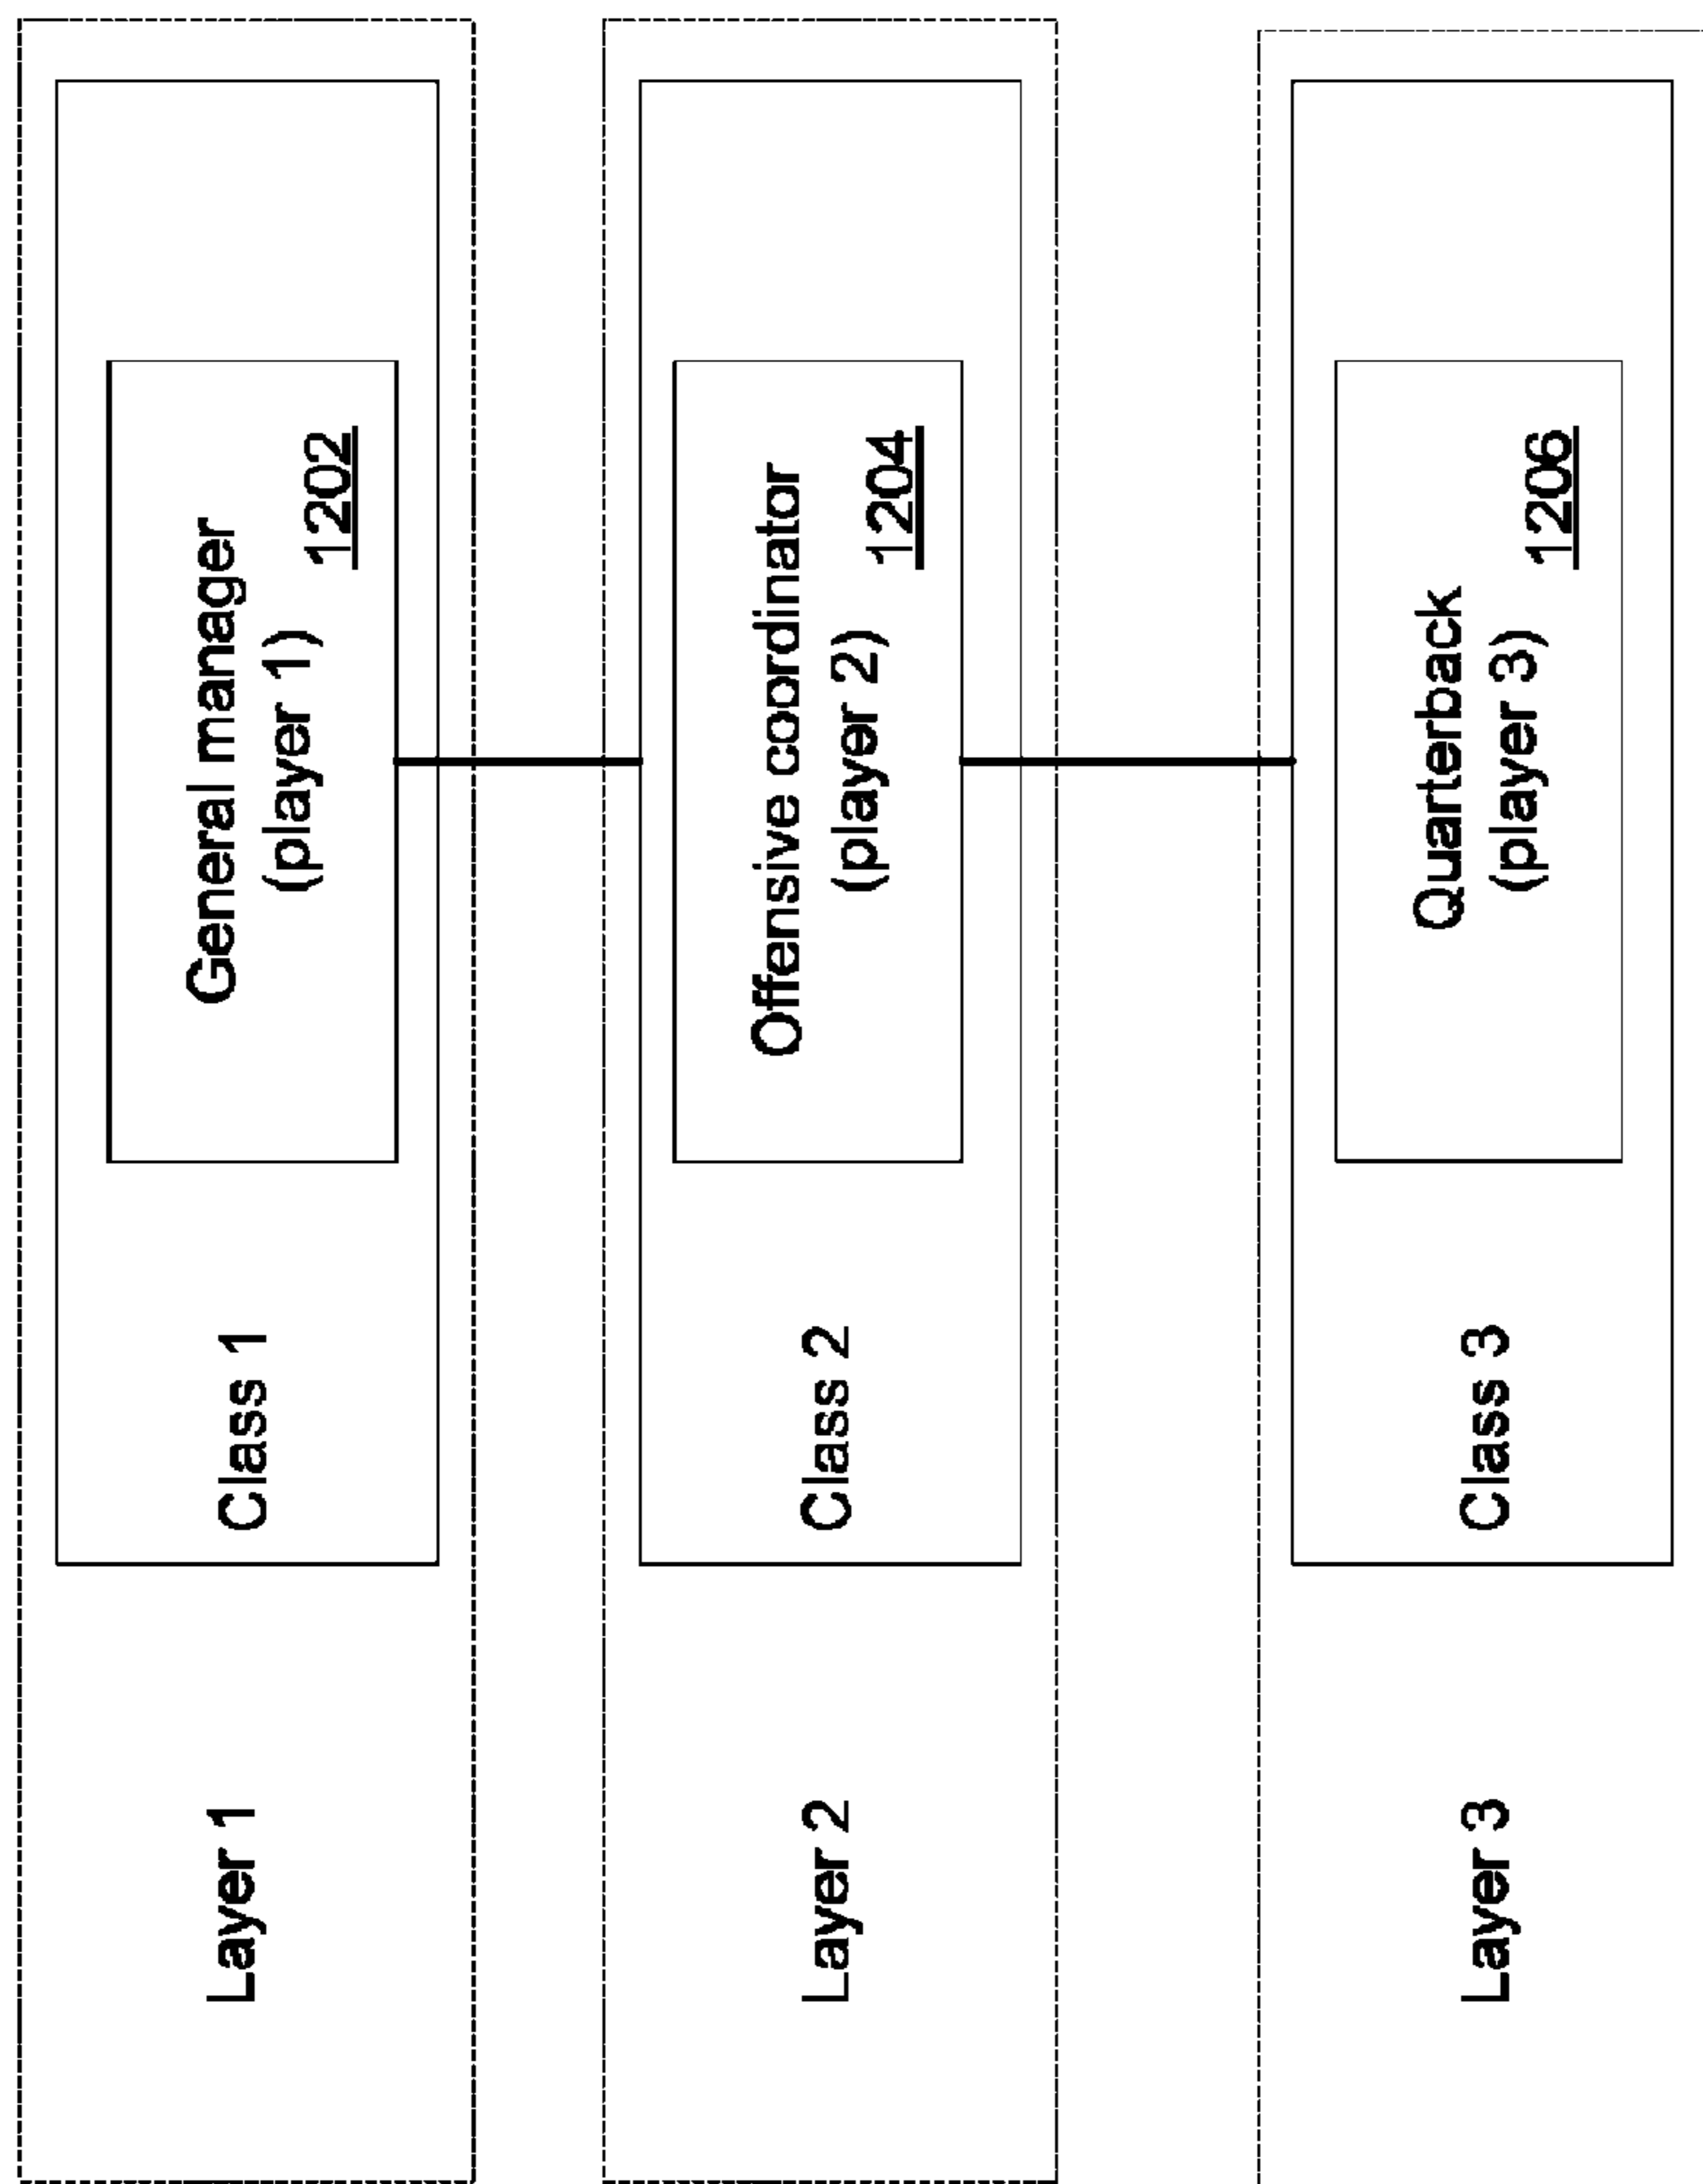 Layer 1
Class 1
General manager
(player 1)
1202
Layer 2
Class 2
Offensive coordinator
(player 2)
1204
Layer 3
Class 3
Quarterback
(player 3)
1206